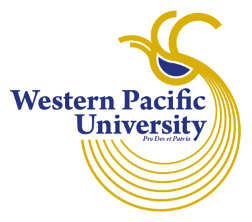 Western Pacific
University
Pro Deo et Patria